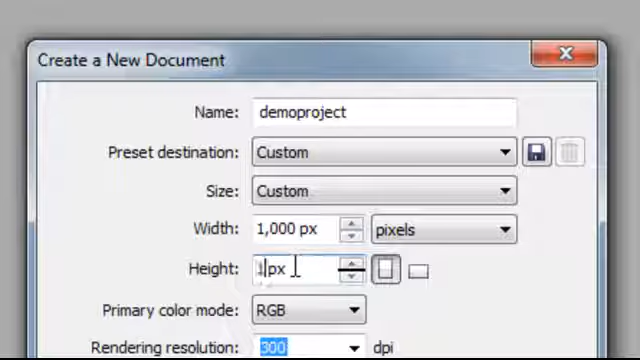 Create a New Document
Name: demoproject
Preset destination: Custom
Size: Custom
Width: 1,000 px pixels
Height: 1 px
Primary color mode: RGB
Rendering resolution: 300 dpi